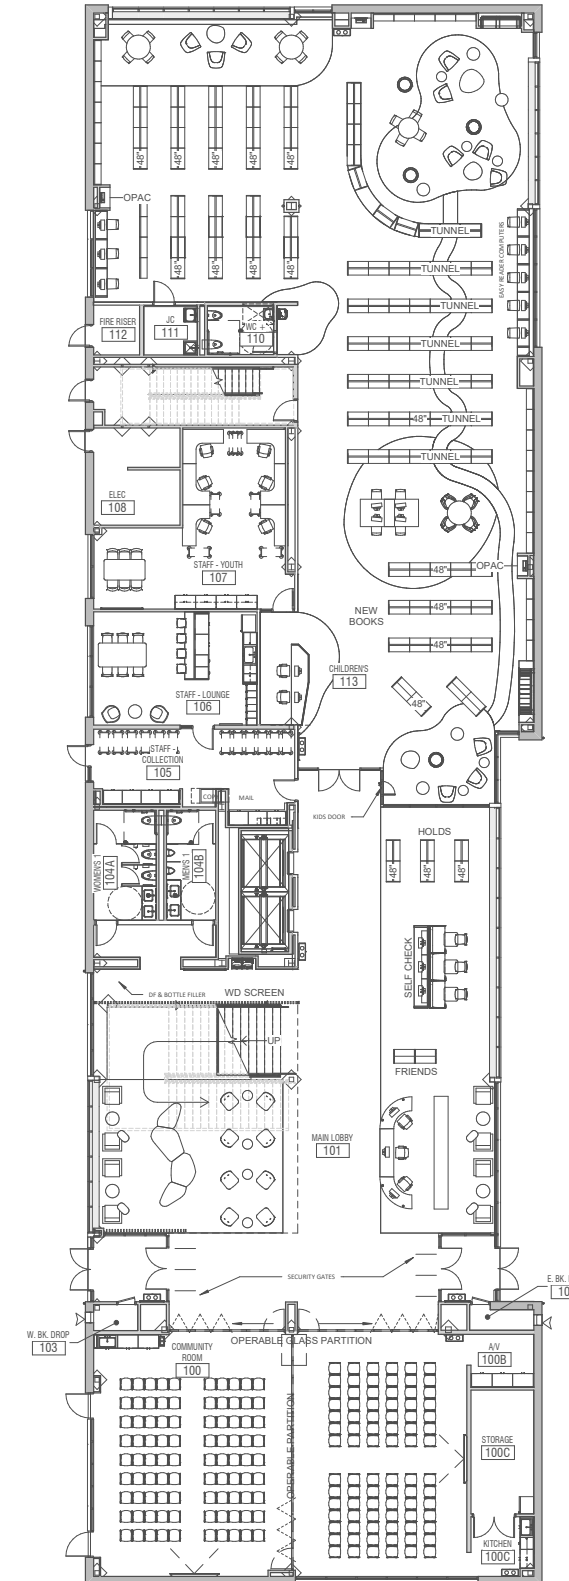 48"
48"
48"
48"
48"
OPAC
48"
48"
48"
48"
TUNNEL
EASY READER COMPUTERS
TUNNEL
TUNNEL
TUNNEL
TUNNEL
48" TUNNEL
TUNNEL
FIRE RISER
112
JC
111
WC +
110
ELEC
108
STAFF - YOUTH
107
48"
OPAC
48"
48"
NEW
BOOKS
48"
CHILDREN'S
113
STAFF - LOUNGE
106
STAFF -
COLLECTION
105
MAIL
KIDS DOOR
WOMEN'S 1
104A
MEN'S 1
104B
HOLDS
48"
48"
48"
SELF CHECK
DF & BOTTLE FILLER
WD SCREEN
UP
FRIENDS
MAIN LOBBY
101
SECURITY GATES
W. BK. DROP
103
E. BK.
10
OPERABLE GLASS PARTITION
COMMUNITY
ROOM
100
OPERABLE PARTITION
A/V
100B
STORAGE
100C
KITCHEN
100C